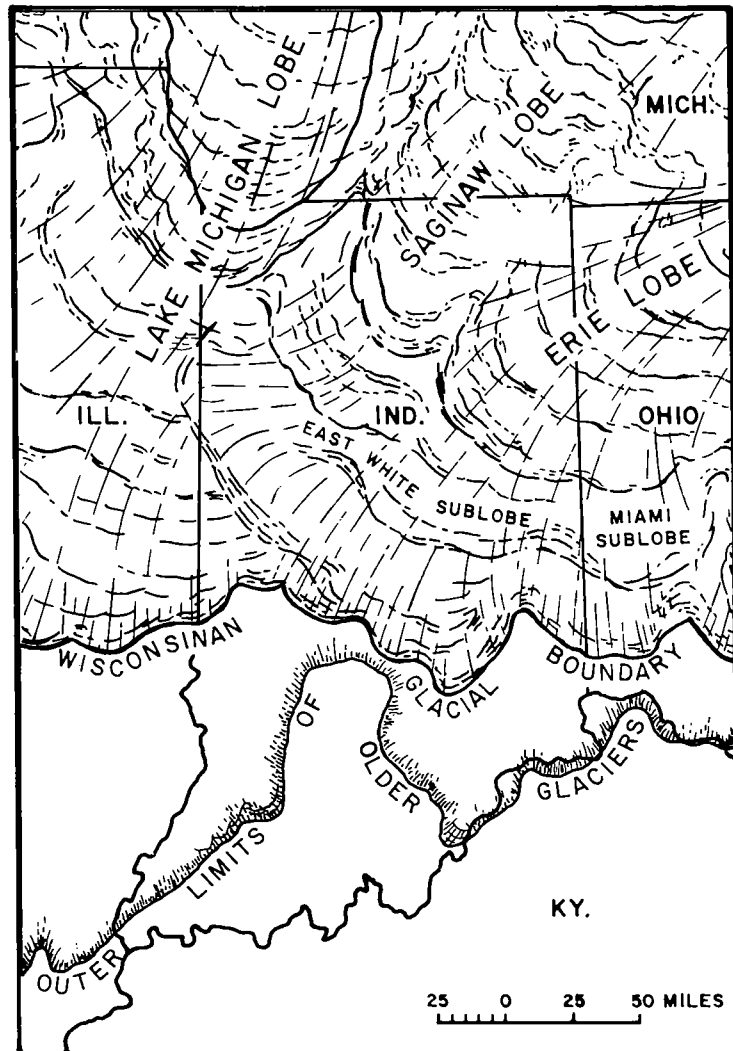 LAKE MICHIGAN LOBE
SAGINAW LOBE
MICH.
ERIE LOBE
ILL.
IND.
OHIO
EAST WHITE SUBLOBE
MIAMI
SUBLOBE
WISCONSINAN GLACIAL BOUNDARY
OUTER LIMITS OF OLDER GLACIERS
KY.
25 0 25 50 MILES